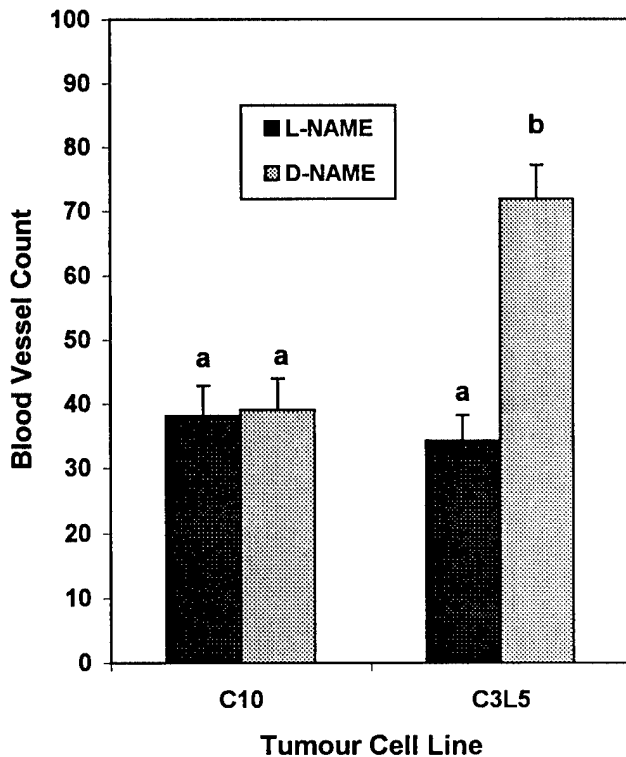 100
90
80
70
60
50
40
30
20
10
0
Blood Vessel Count
L-NAME
D-NAME
a
a
a
b
C10
C3L5
Tumour Cell Line